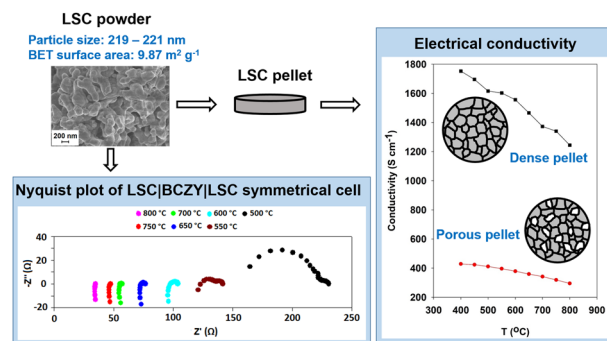 LSC powder
Particle size: 219 – 221 nm
BET surface area: 9.87 m² g⁻¹
200 nm
LSC pellet
Nyquist plot of LSC|BCZY|LSC symmetrical cell
800 °C 700 °C 600 °C 500 °C
750 °C 650 °C 550 °C
-Z'' (Ω)
40
20
0
-20
0 50 100 150 200 250
Z' (Ω)
Electrical conductivity
Conductivity (S cm⁻¹)
1800
1600
1400
1200
1000
800
600
400
200
Dense pellet
Porous pellet
300 400 500 600 700 800 900
T (°C)